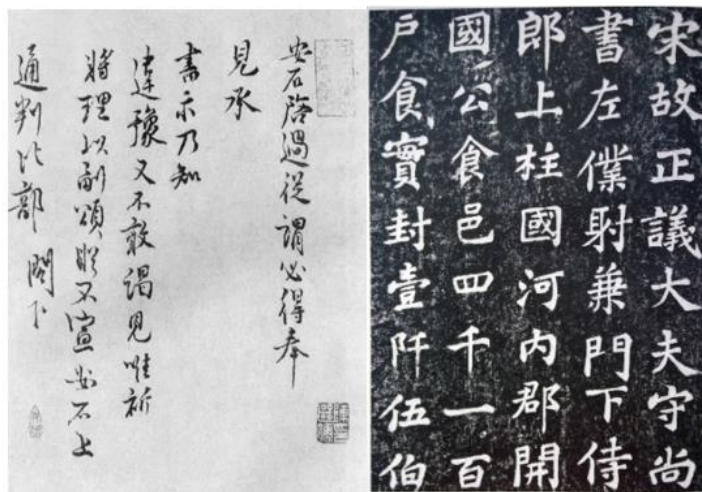 宋故正議大夫守尚
書左僕射兼門下侍
郎上柱國河內郡開
國公食邑四千一百
戶食實封壹阡伍伯
安石啓過從謂必得奉
見承
書示乃知
違豫又不敢謁見唯祈
將理以副頌不宣安石上
通判比部 閣下